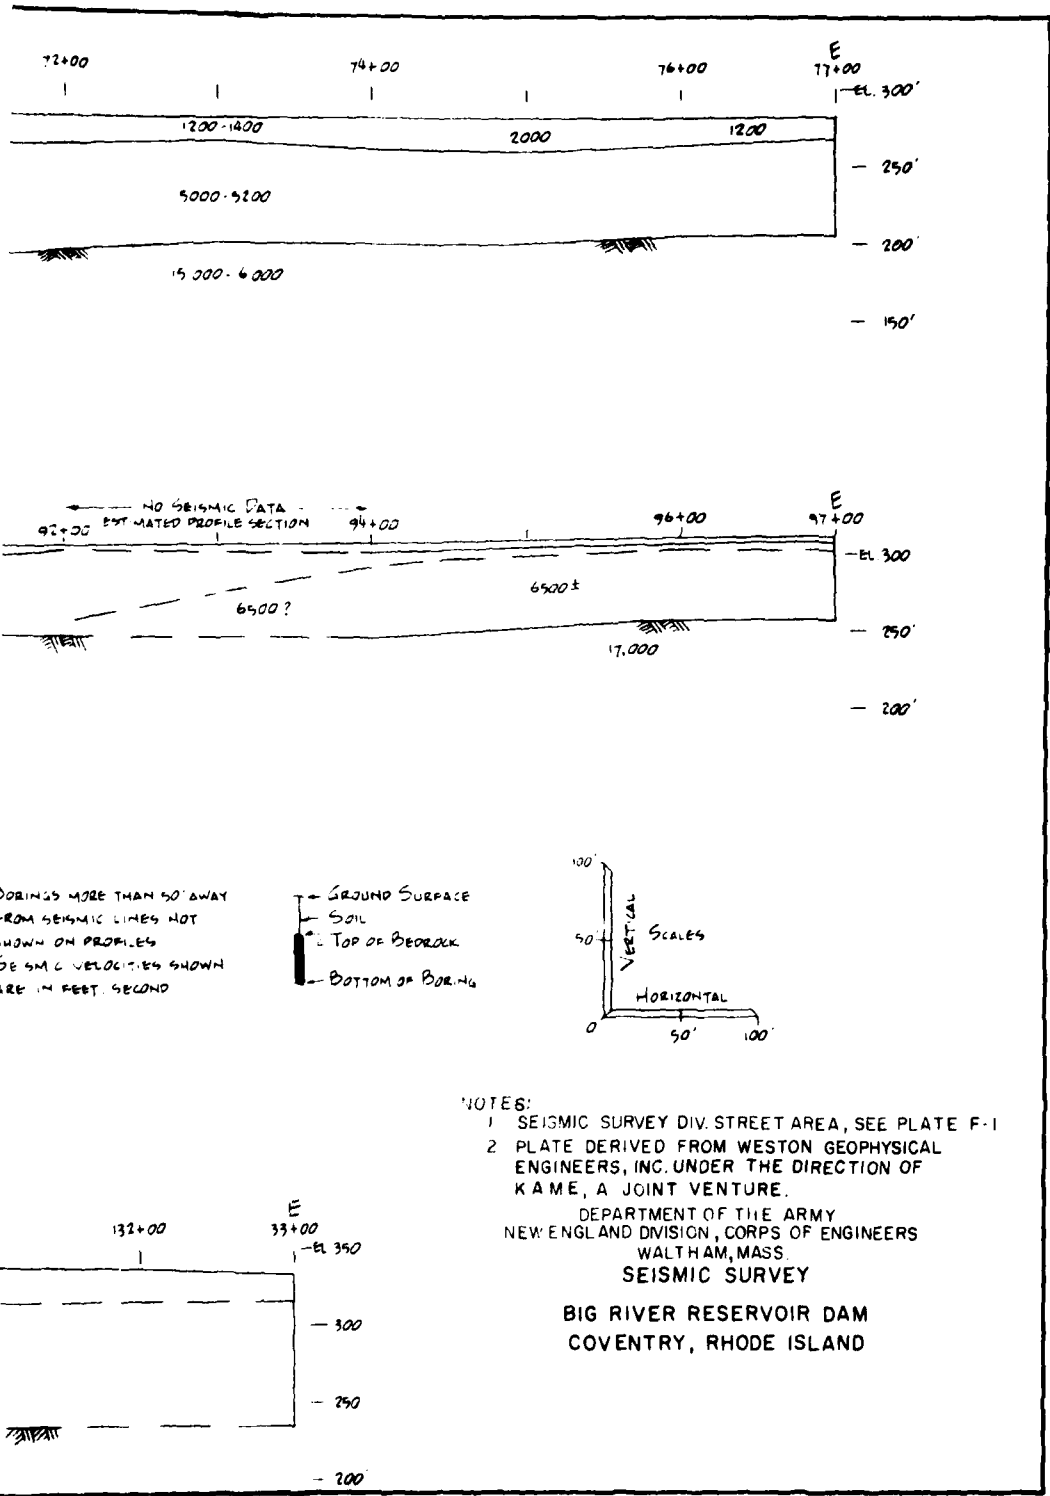 72+00 74+00 76+00 E
77+00
EL. 300'
1200-1400 2000 1200
250'
5000-5200
200'
15000-6000
150'
NO SEISMIC DATA
ESTIMATED PROFILE SECTION
92+00 94+00 96+00 E
97+00
EL 300
6500? 6500±
250'
17,000
200'
BORINGS MORE THAN 50' AWAY
FROM SEISMIC LINES NOT
SHOWN ON PROFILES
SEISMIC VELOCITIES SHOWN
ARE IN FEET. SECOND
GROUND SURFACE
SOIL
TOP OF BEDROCK
BOTTOM OF BORING
100'
50'
VERTICAL
SCALES
HORIZONTAL
0 50' 100'
NOTES:
1 SEISMIC SURVEY DIV. STREET AREA, SEE PLATE F-1
2 PLATE DERIVED FROM WESTON GEOPHYSICAL
ENGINEERS, INC. UNDER THE DIRECTION OF
KAME, A JOINT VENTURE.
DEPARTMENT OF THE ARMY
NEW ENGLAND DIVISION, CORPS OF ENGINEERS
WALTHAM, MASS.
SEISMIC SURVEY
BIG RIVER RESERVOIR DAM
COVENTRY, RHODE ISLAND
132+00 E
33+00
EL 350
300
250
200'